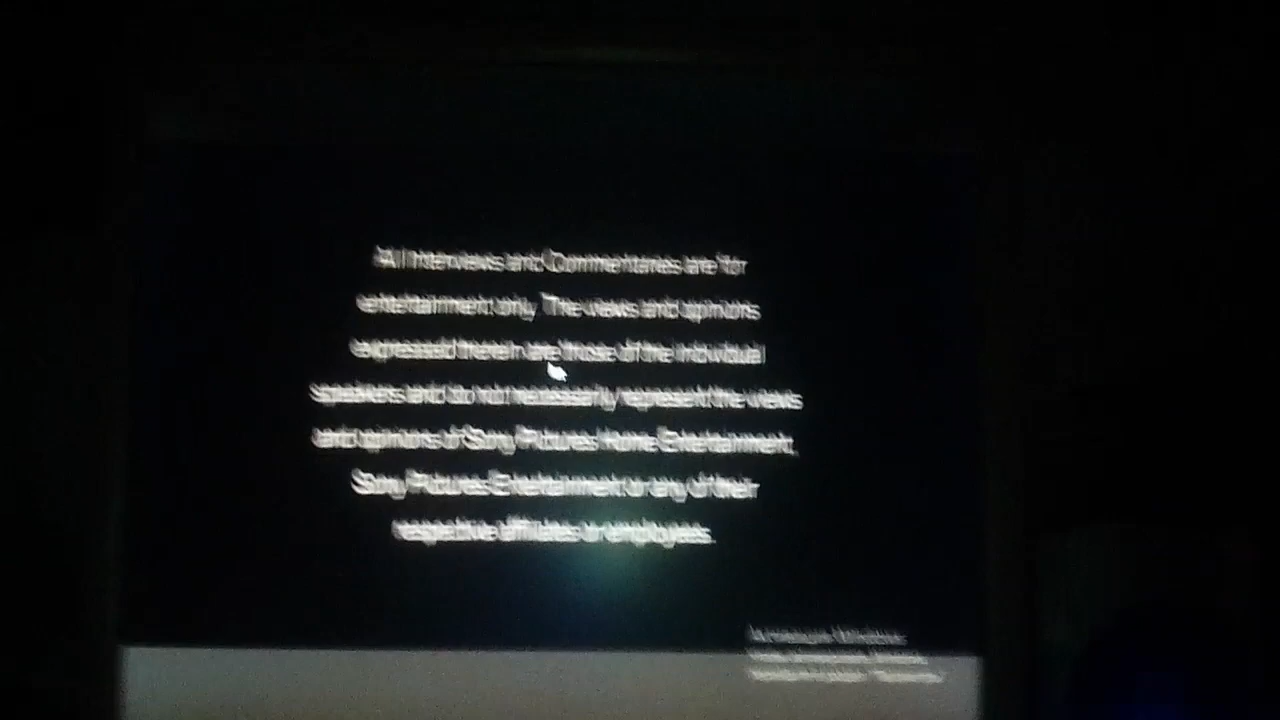 All Interviews and Commentaries are for
entertainment only. The views and opinions
expressed therein are those of the individual
speakers and do not necessarily represent the views
and opinions of Sony Pictures Home Entertainment,
Sony Pictures Entertainment or any of their
respective affiliates or employees.
Windows